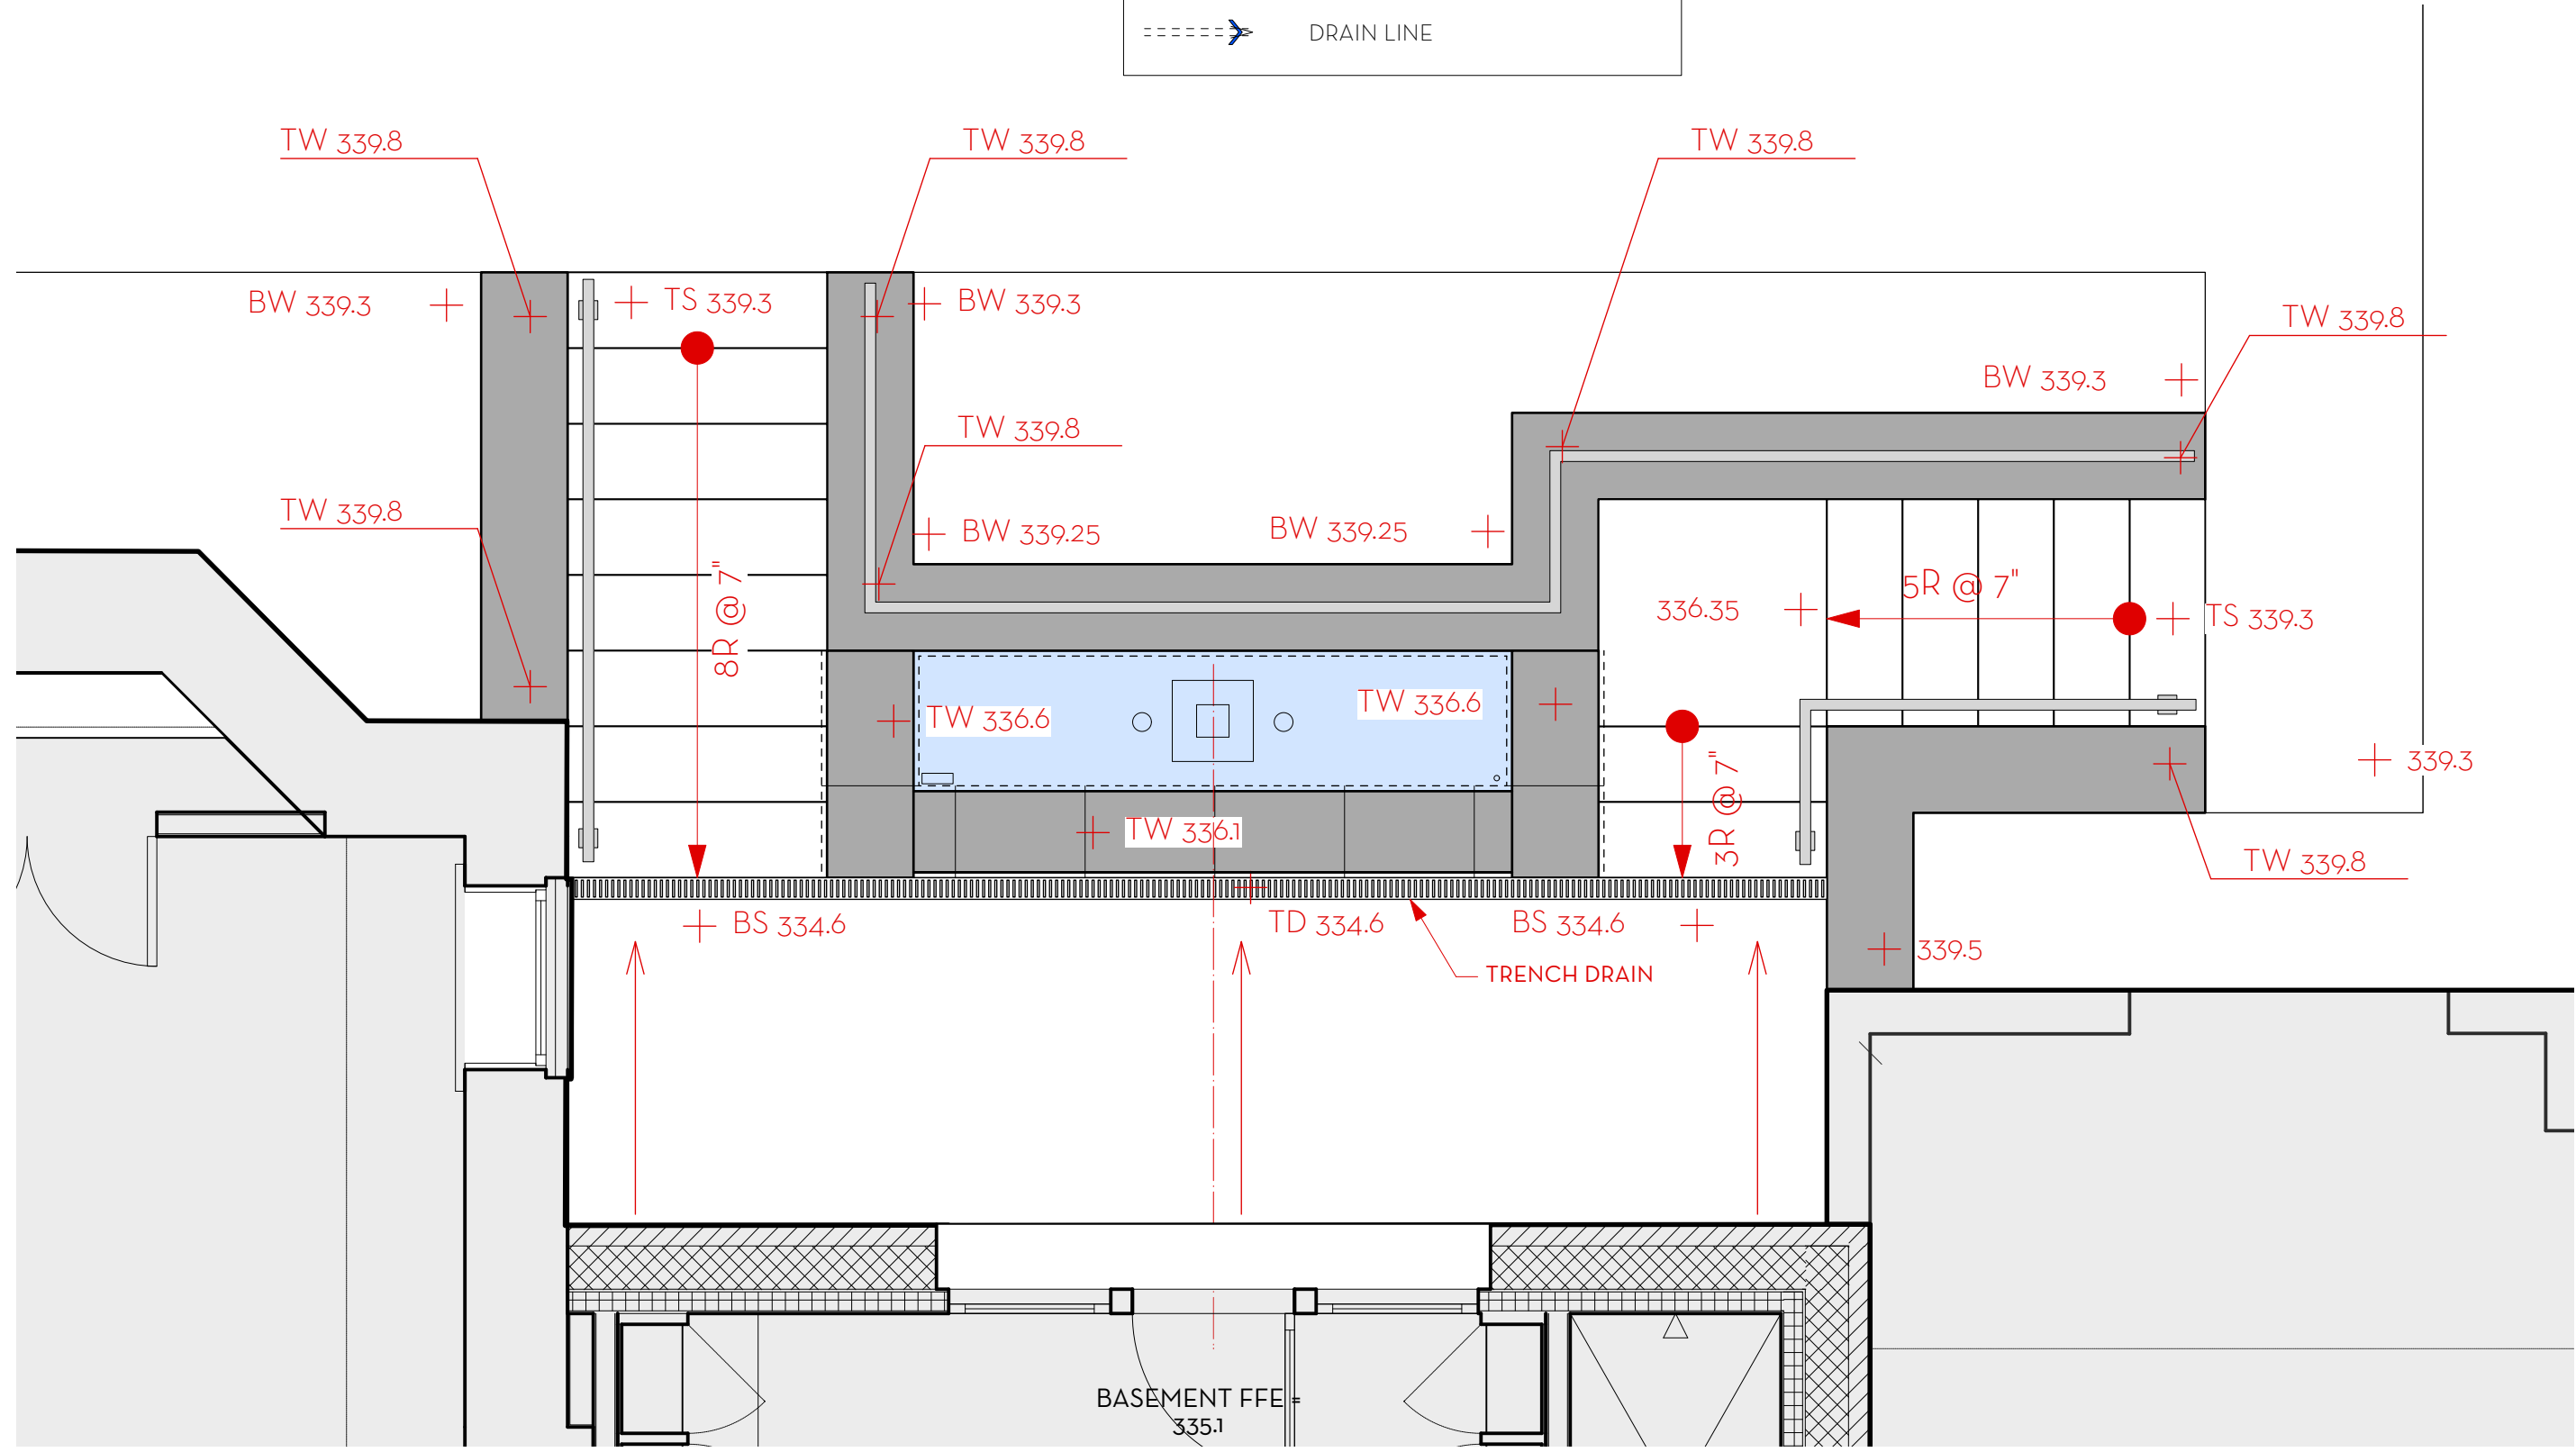 DRAIN LINE
TW 339.8
TW 339.8
TW 339.8
BW 339.3
TS 339.3
BW 339.3
TW 339.8
BW 339.3
TW 339.8
TW 339.8
BW 339.25
BW 339.25
8R @ 7"
336.35
5R @ 7"
TS 339.3
TW 336.6
TW 336.6
3R @ 7"
339.3
TW 336.1
TW 339.8
BS 334.6
TD 334.6
BS 334.6
339.5
TRENCH DRAIN
BASEMENT FFE =
335.1